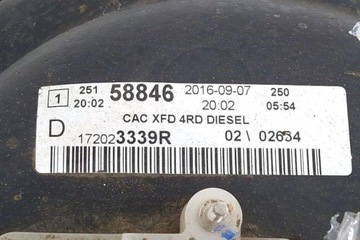 1 251 58846 2016-09-07 250
20:02 20:02 05:54
CAC XFD 4RD DIESEL
D 172023339R 02\ 02634